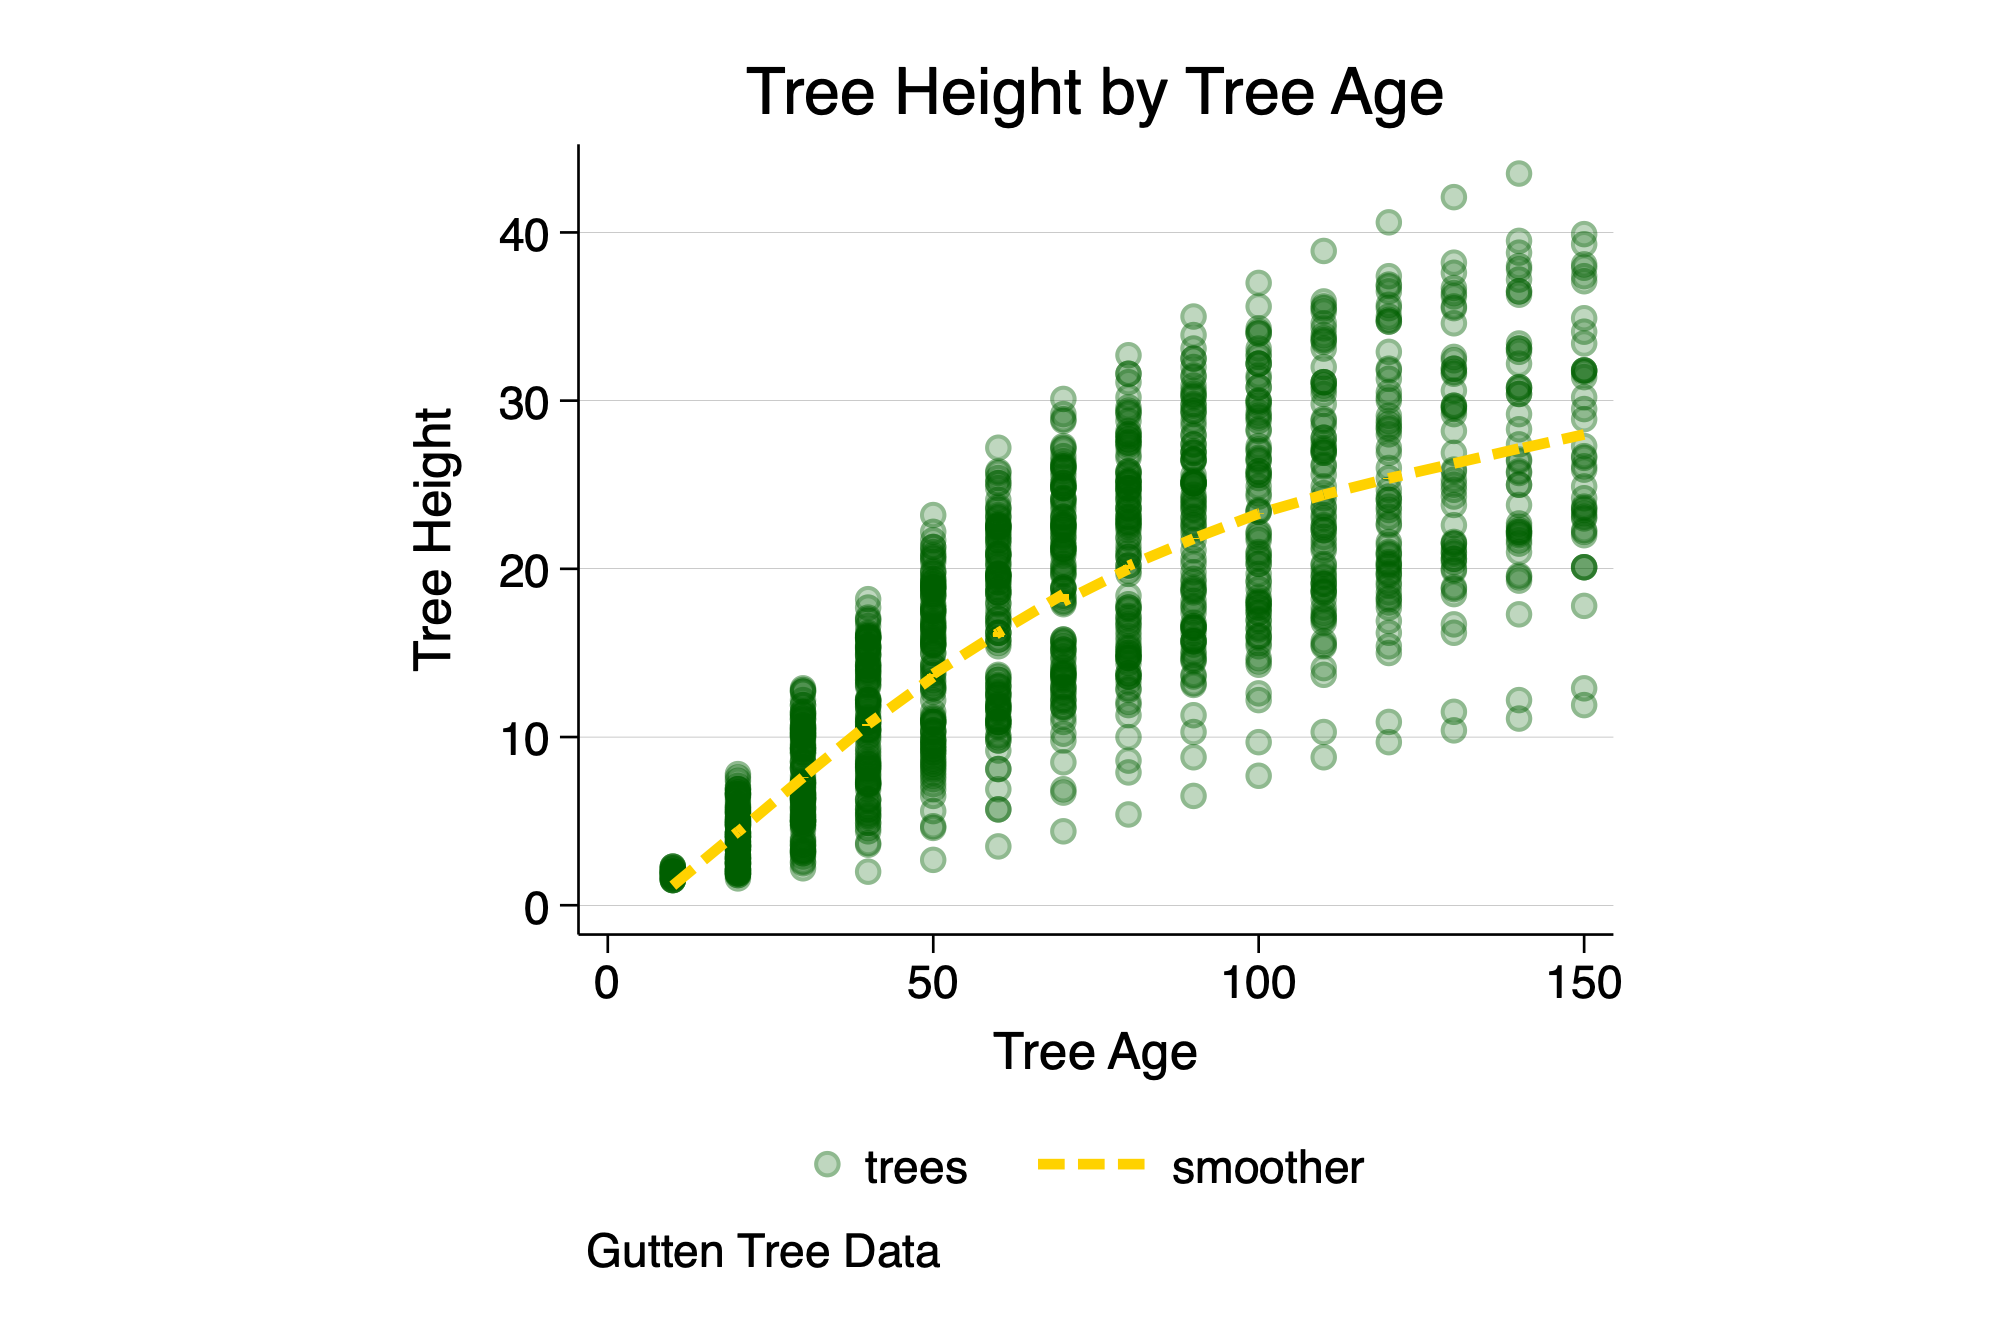 Tree Height by Tree Age
Tree Height
40
30
20
10
0
0 50 100 150
Tree Age
trees smoother
Gutten Tree Data